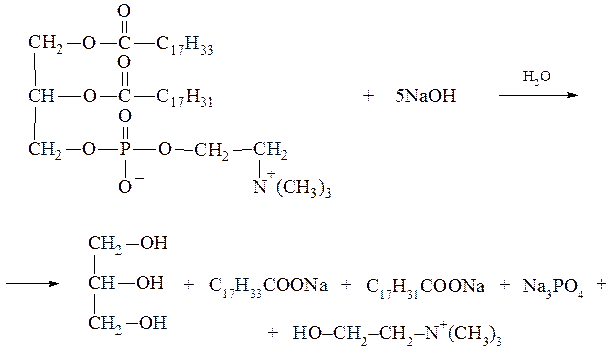 O
CH2–O–C–C17H33
O
CH–O–C–C17H31 + 5NaOH H2O
O
CH2–O–P–O–CH2–CH2
O– N+(CH3)3
CH2–OH
CH–OH + C17H33COONa + C17H31COONa + Na3PO4 +
CH2–OH
+ HO–CH2–CH2–N+(CH3)3